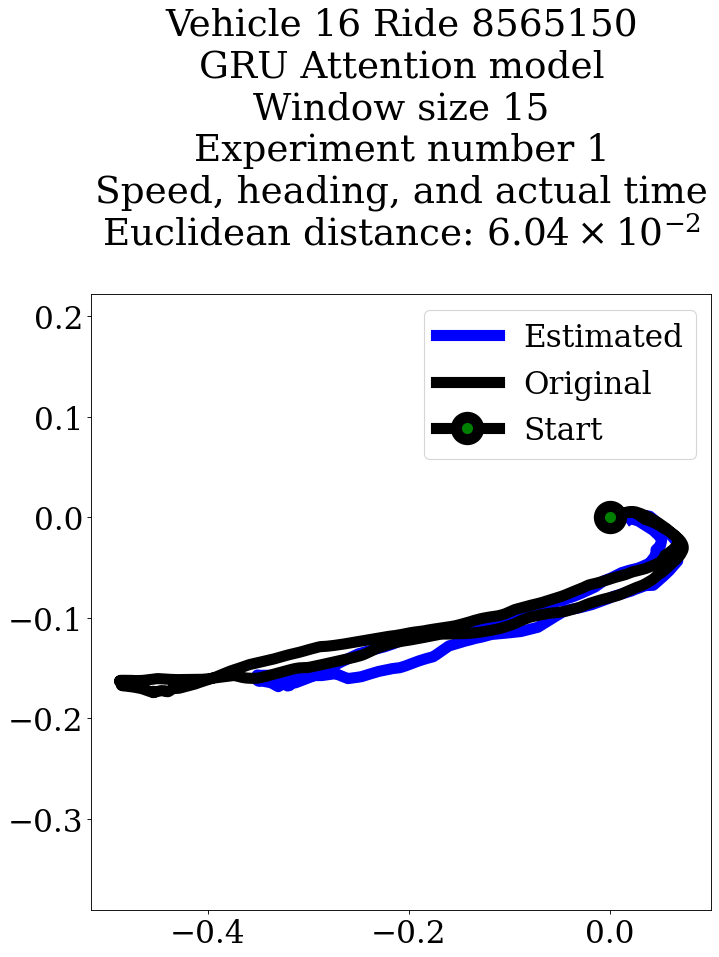 Vehicle 16 Ride 8565150
GRU Attention model
Window size 15
Experiment number 1
Speed, heading, and actual time
Euclidean distance: 6.04 × 10⁻²
Estimated
Original
Start
0.2
0.1
0.0
−0.1
−0.2
−0.3
−0.4
−0.2
0.0